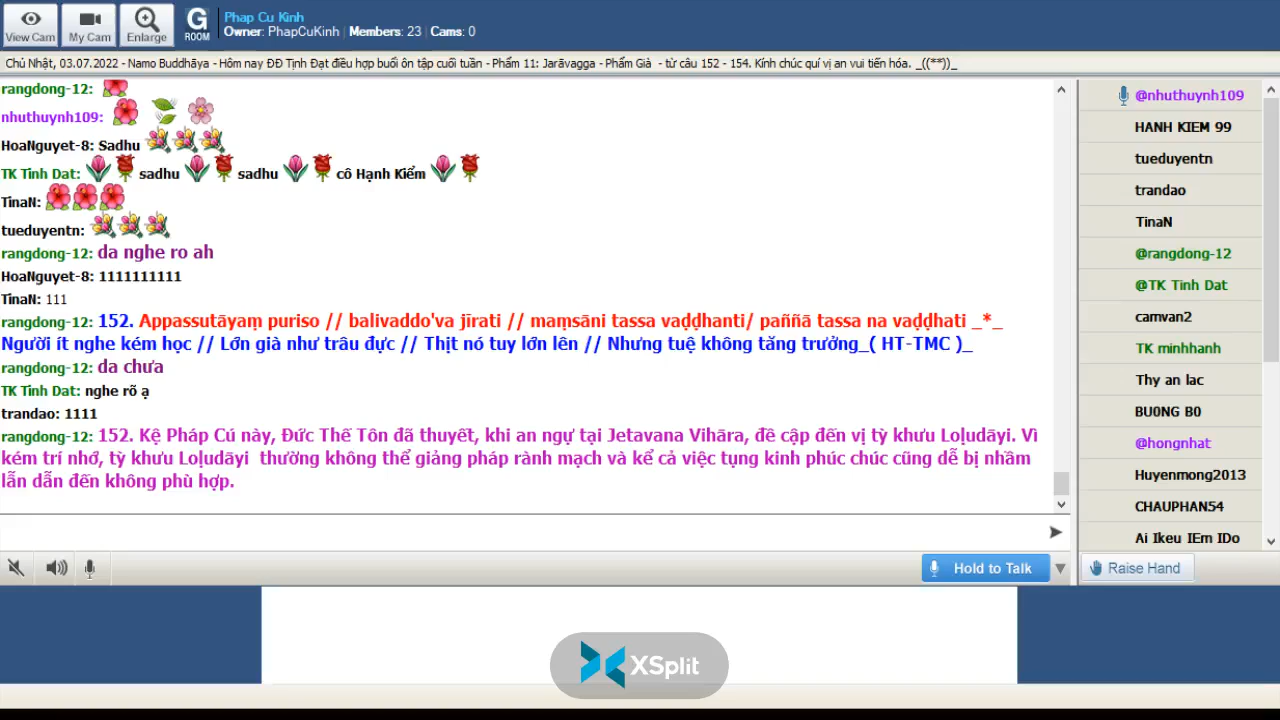 View Cam
My Cam
Enlarge
G
ROOM
Phap Cu Kinh
Owner: PhapCuKinh | Members: 23 | Cams: 0
Chủ Nhật, 03.07.2022 - Namo Buddhāya - Hôm nay ĐĐ Tịnh Đạt điều hợp buổi ôn tập cuối tuần - Phẩm 11: Jarāvagga - Phẩm Già - từ câu 152 - 154. Kính chúc quí vị an vui tiến hóa. _((**))_
rangdong-12:
nhuthuynh109:
HoaNguyet-8: Sadhu
TK Tinh Dat: sadhu sadhu cô Hạnh Kiểm
TinaN:
tueduyentn:
rangdong-12: da nghe ro ah
HoaNguyet-8: 1111111111
TinaN: 111
rangdong-12: 152. Appassutāyaṃ puriso // balivaddo'va jīrati // maṃsāni tassa vaḍḍhanti/ paññā tassa na vaḍḍhati _*_
Người ít nghe kém học // Lớn già như trâu đực // Thịt nó tuy lớn lên // Nhưng tuệ không tăng trưởng_( HT-TMC )_
rangdong-12: da chưa
TK Tinh Dat: nghe rõ ạ
trandao: 1111
rangdong-12: 152. Kệ Pháp Cú này, Đức Thế Tôn đã thuyết, khi an ngự tại Jetavana Vihāra, đề cập đến vị tỳ khưu Loḷudāyi. Vì
kém trí nhớ, tỳ khưu Loḷudāyi thường không thể giảng pháp rành mạch và kể cả việc tụng kinh phúc chúc cũng dễ bị nhầm
lẫn dẫn đến không phù hợp.
@nhuthuynh109
HANH KIEM 99
tueduyentn
trandao
TinaN
@rangdong-12
@TK Tinh Dat
camvan2
TK minhhanh
Thy an lac
BU0NG B0
@hongnhat
Huyenmong2013
CHAUPHAN54
Ai Ikeu IEm IDo
Hold to Talk
Raise Hand
XSplit